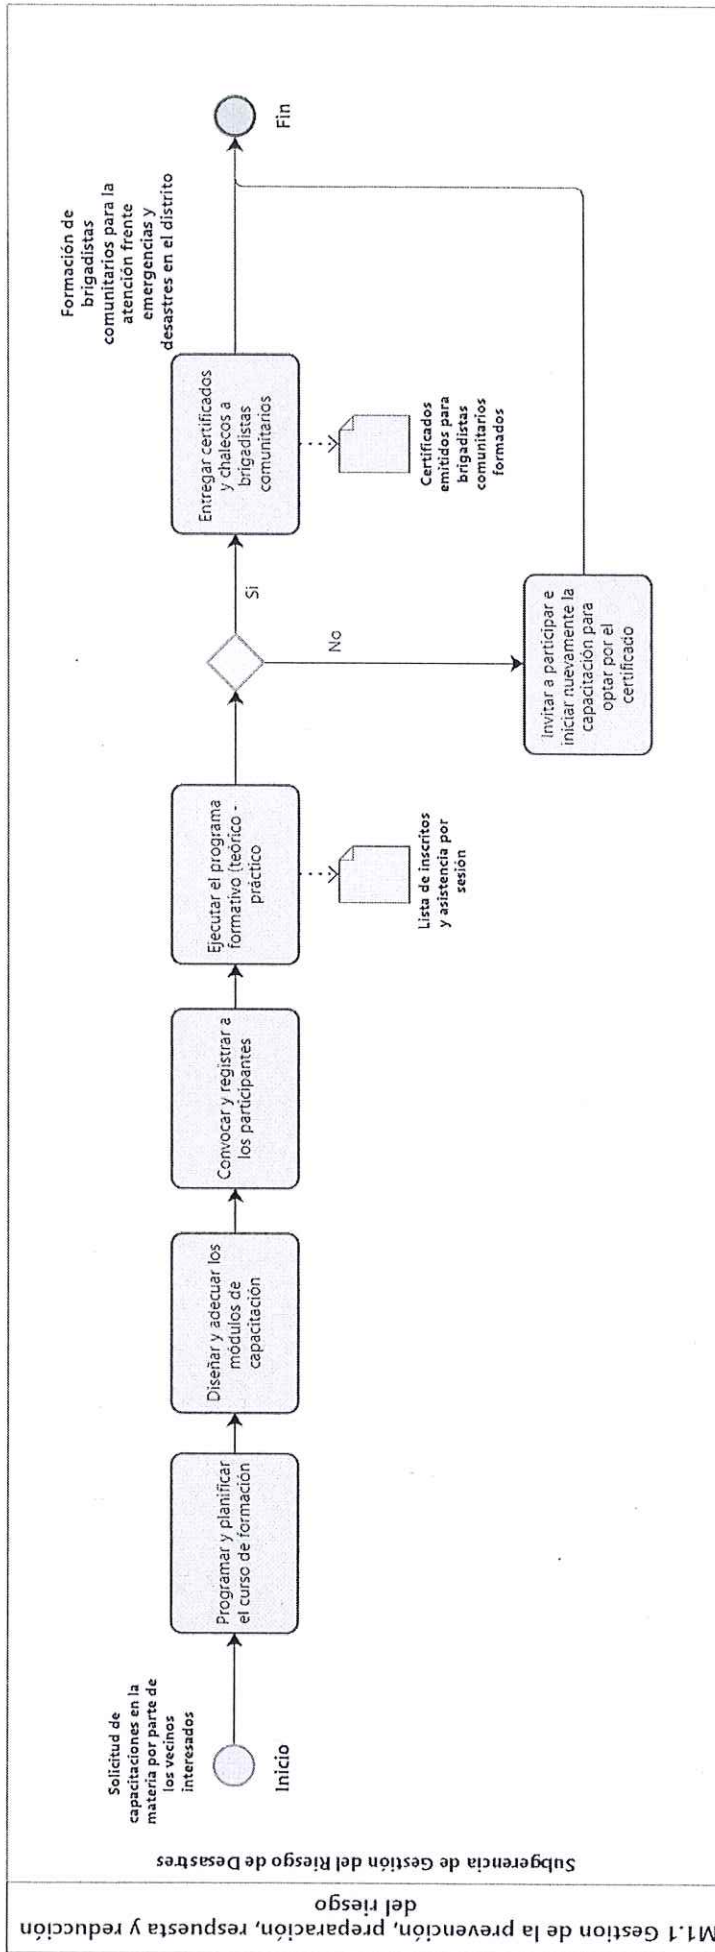 M1.1 Gestion de la prevención, preparación, respuesta y reducción
del riesgo
Subgerencia de Gestión del Riesgo de Desastres
Solicitud de
capacitaciones en la
materia por parte de
los vecinos
interesados
Inicio
Programar y planificar
el curso de formación
Diseñar y adecuar los
módulos de
capacitación
Convocar y registrar a
los participantes
Ejecutar el programa
formativo (teórico -
práctico
Lista de inscritos
y asistencia por
sesión
Si
No
Entregar certificados
y chalecos a
brigadistas
comunitarios
Certificados
emitidos para
brigadistas
comunitarios
formados
Invitar a participar e
iniciar nuevamente la
capacitación para
optar por el
certificado
Formación de
brigadistas
comunitarios para la
atención frente
emergencias y
desastres en el distrito
Fin